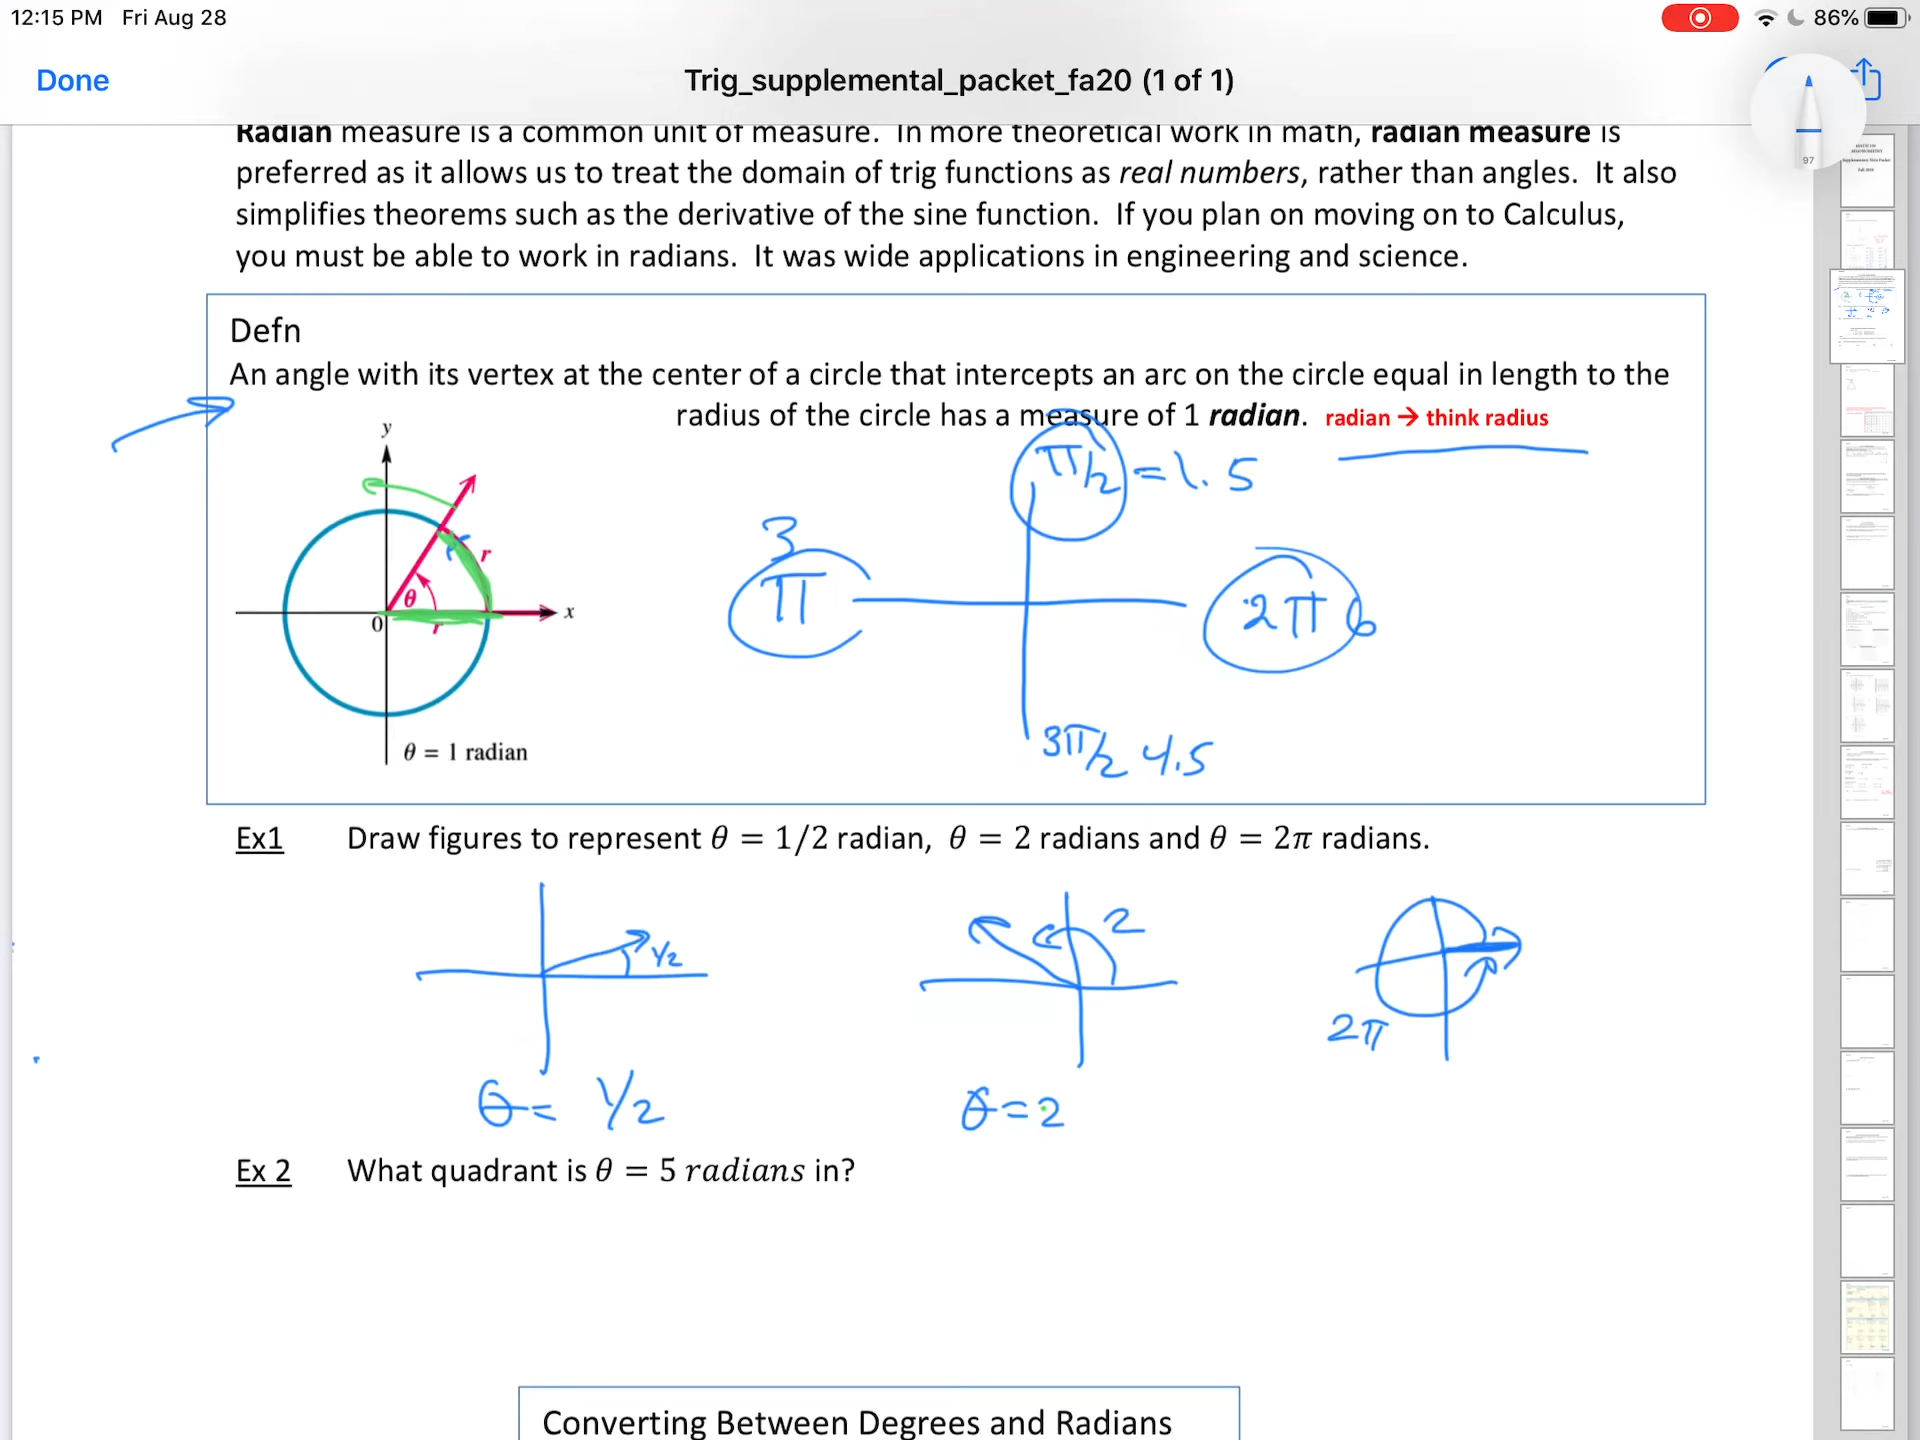 12:15 PM Fri Aug 28
86%
Done
Trig_supplemental_packet_fa20 (1 of 1)
97
Radian measure is a common unit of measure. In more theoretical work in math, radian measure is
preferred as it allows us to treat the domain of trig functions as real numbers, rather than angles. It also
simplifies theorems such as the derivative of the sine function. If you plan on moving on to Calculus,
you must be able to work in radians. It was wide applications in engineering and science.
Defn
An angle with its vertex at the center of a circle that intercepts an arc on the circle equal in length to the
radius of the circle has a measure of 1 radian. radian → think radius
y
r
θ
0
r
x
θ = 1 radian
π/2 = 1.5
3
π
2π 6
3π/2 4.5
Ex1 Draw figures to represent θ = 1/2 radian, θ = 2 radians and θ = 2π radians.
1/2
2
2π
θ = 1/2
θ = 2
Ex 2 What quadrant is θ = 5 radians in?
Converting Between Degrees and Radians